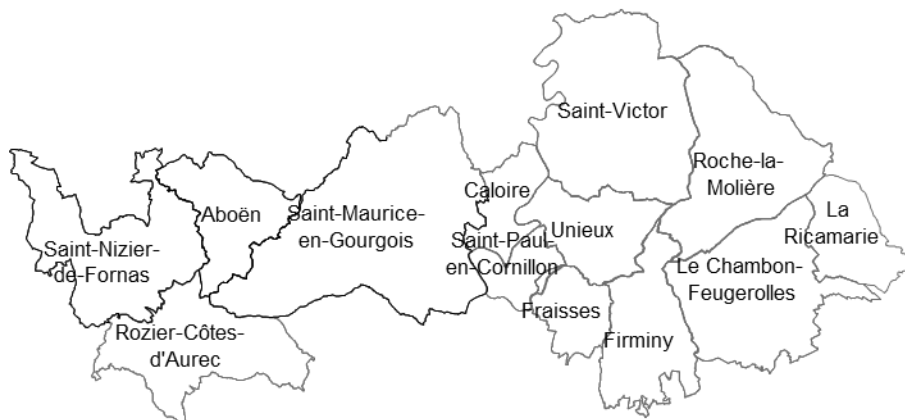 Saint-Victor
Roche-la-
Molière
Caloire
La
Ricamarie
Aboën
Saint-Maurice-
en-Gourgois
Unieux
Saint-Paul-
en-Cornillon
Saint-Nizier-
de-Fornas
Le Chambon-
Feugerolles
Fraisses
Rozier-Côtes-
d'Aurec
Firminy